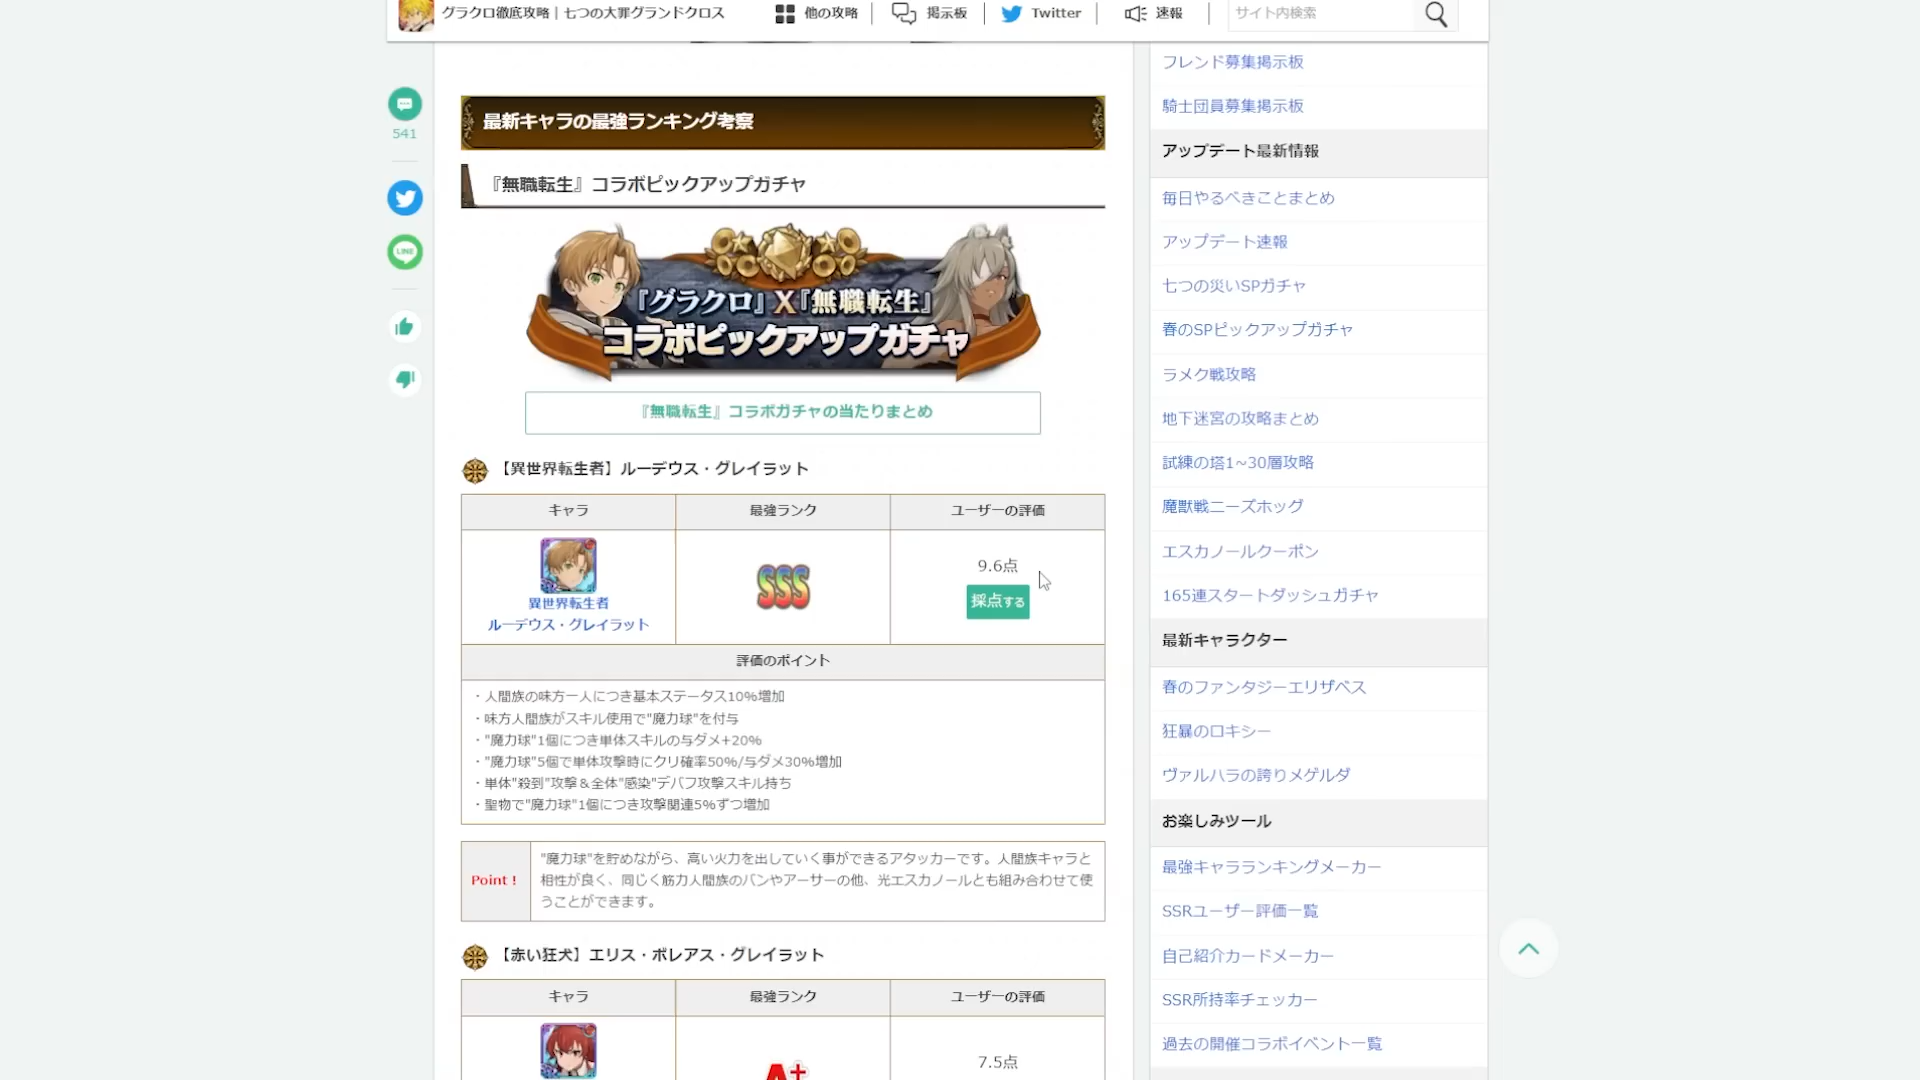 グラクロ徹底攻略 | 七つの大罪グランドクロス
他の攻略
掲示板
Twitter
速報
サイト内検索
541
LINE
最新キャラの最強ランキング考察
『無職転生』コラボピックアップガチャ
『グラクロ』X『無職転生』
コラボピックアップガチャ
『無職転生』コラボガチャの当たりまとめ
【異世界転生者】ルーデウス・グレイラット
キャラ 最強ランク ユーザーの評価
異世界転生者
ルーデウス・グレイラット
SSS
9.6点
採点する
評価のポイント
・人間族の味方一人につき基本ステータス10%増加
・味方人間族がスキル使用で"魔力球"を付与
・"魔力球"1個につき単体スキルの与ダメ+20%
・"魔力球"5個で単体攻撃時にクリ確率50%/与ダメ30%増加
・単体"殺到"攻撃＆全体"感染"デバフ攻撃スキル持ち
・聖物で"魔力球"1個につき攻撃関連5%ずつ増加
Point！
"魔力球"を貯めながら、高い火力を出していく事ができるアタッカーです。人間族キャラと
相性が良く、同じく筋力人間族のバンやアーサーの他、光エスカノールとも組み合わせて使
うことができます。
【赤い狂犬】エリス・ボレアス・グレイラット
キャラ 最強ランク ユーザーの評価
A+
7.5点
フレンド募集掲示板
騎士団員募集掲示板
アップデート最新情報
毎日やるべきことまとめ
アップデート速報
七つの災いSPガチャ
春のSPピックアップガチャ
ラメク戦攻略
地下迷宮の攻略まとめ
試練の塔1~30層攻略
魔獣戦ニーズホッグ
エスカノールクーポン
165連スタートダッシュガチャ
最新キャラクター
春のファンタジーエリザベス
狂暴のロキシー
ヴァルハラの誇りメゲルダ
お楽しみツール
最強キャラランキングメーカー
SSRユーザー評価一覧
自己紹介カードメーカー
SSR所持率チェッカー
過去の開催コラボイベント一覧